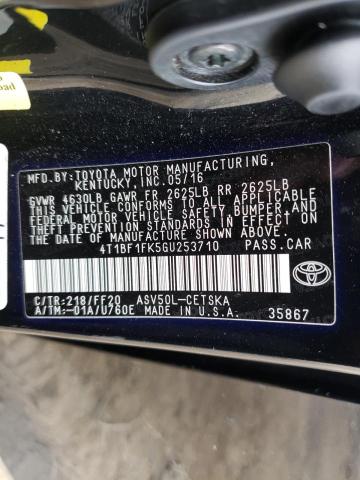 oad
MFD.BY:TOYOTA MOTOR MANUFACTURING,
KENTUCKY,INC.05/16
GVWR 4630LB GAWR FR 2625LB RR 2625LB
THIS VEHICLE CONFORMS TO ALL APPLICABLE
FEDERAL MOTOR VEHICLE SAFETY,BUMPER AND
THEFT PREVENTION STANDARDS IN EFFECT ON
THE DATE OF MANUFACTURE SHOWN ABOVE.
4T1BF1FK5GU253710 PASS.CAR
C/TR:218/FF20 ASV50L-CETSKA
A/TM:-01A/U760E MADE IN U.S.A. 35867
TOYOTA